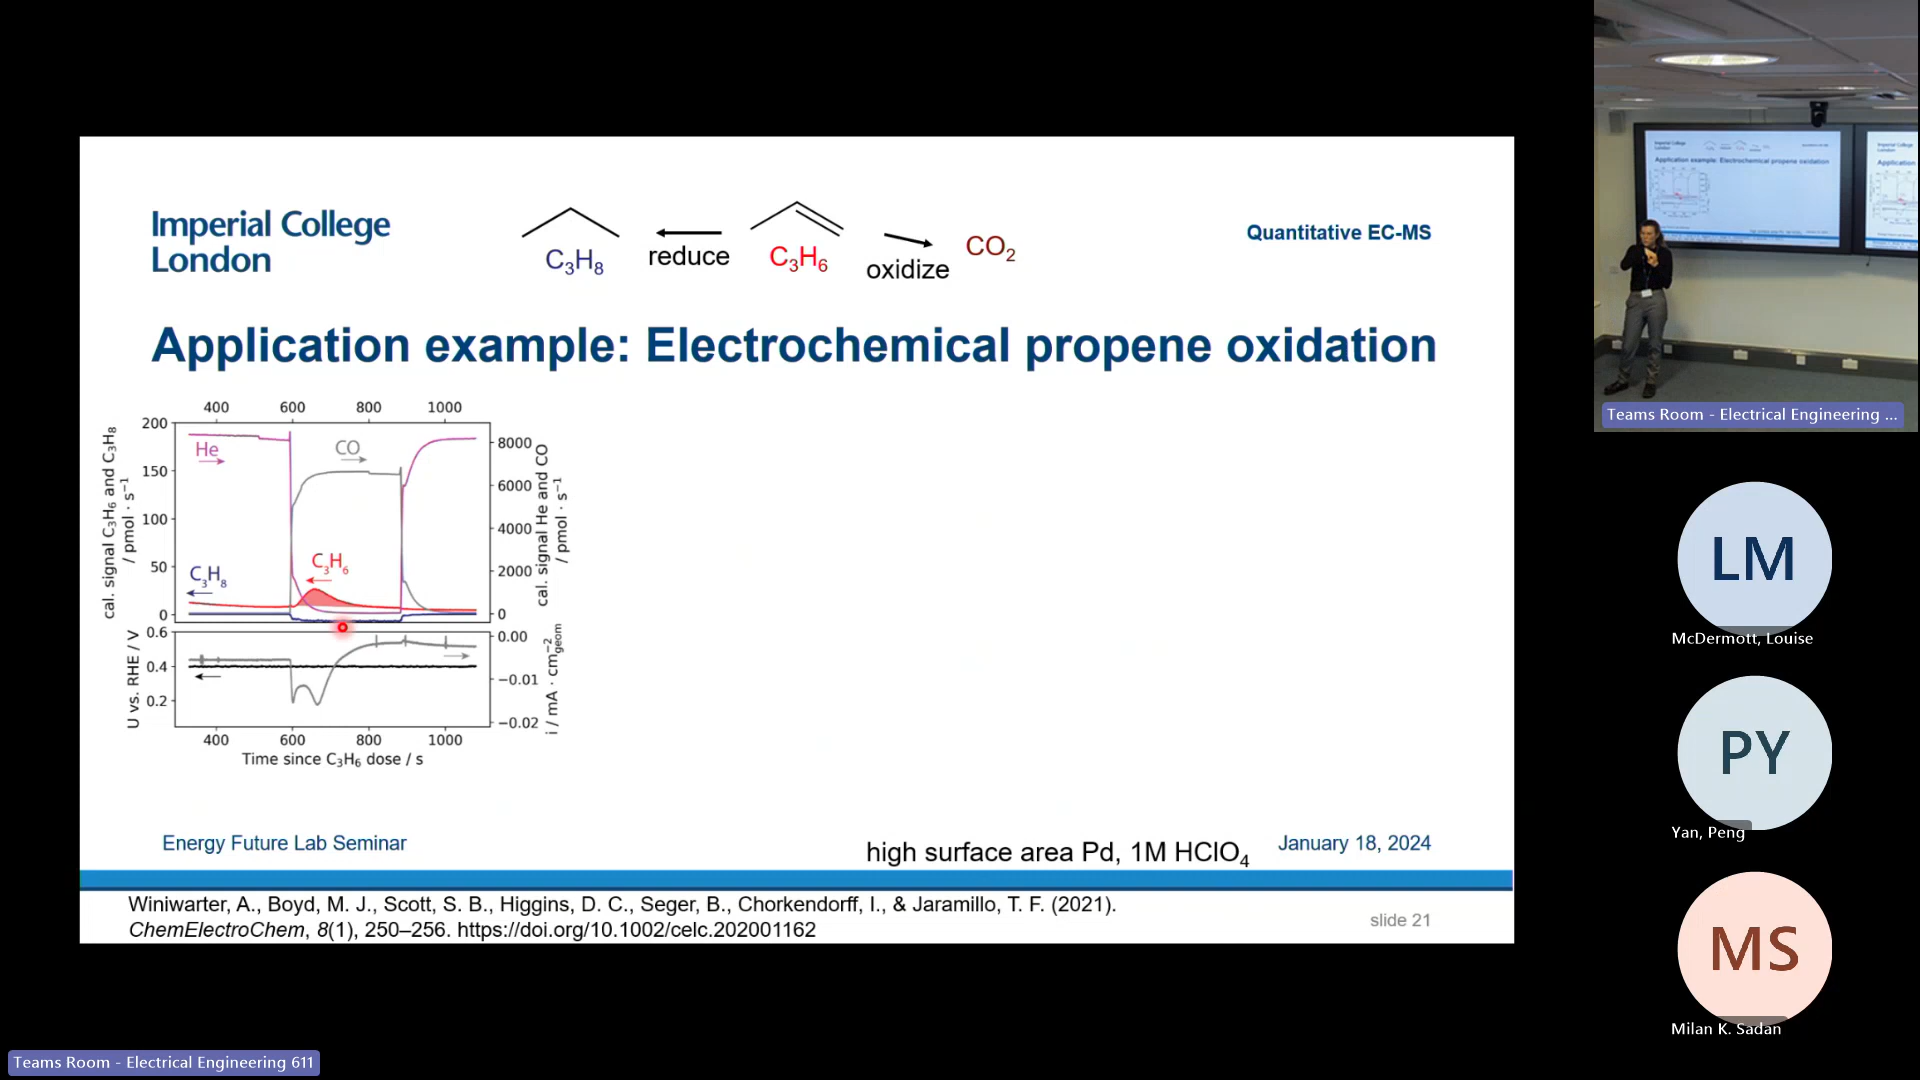 Imperial College
London
C₃H₈
reduce
C₃H₆
oxidize
CO₂
Quantitative EC-MS
Application example: Electrochemical propene oxidation
400 600 800 1000
cal. signal C₃H₆ and C₃H₈
/ pmol · s⁻¹
200
150
100
50
0
He
CO
C₃H₆
C₃H₈
8000
6000
4000
2000
0
cal. signal He and CO
/ pmol · s⁻¹
U vs. RHE / V
0.6
0.4
0.2
0.00
−0.01
−0.02
i / mA · cm⁻²geom
400 600 800 1000
Time since C₃H₆ dose / s
Energy Future Lab Seminar
high surface area Pd, 1M HClO₄
January 18, 2024
Winiwarter, A., Boyd, M. J., Scott, S. B., Higgins, D. C., Seger, B., Chorkendorff, I., & Jaramillo, T. F. (2021).
ChemElectroChem, 8(1), 250–256. https://doi.org/10.1002/celc.202001162
slide 21
Application example: Electrochemical propene oxidation
Teams Room - Electrical Engineering ...
LM
McDermott, Louise
PY
Yan, Peng
MS
Milan K. Sadan
Teams Room - Electrical Engineering 611